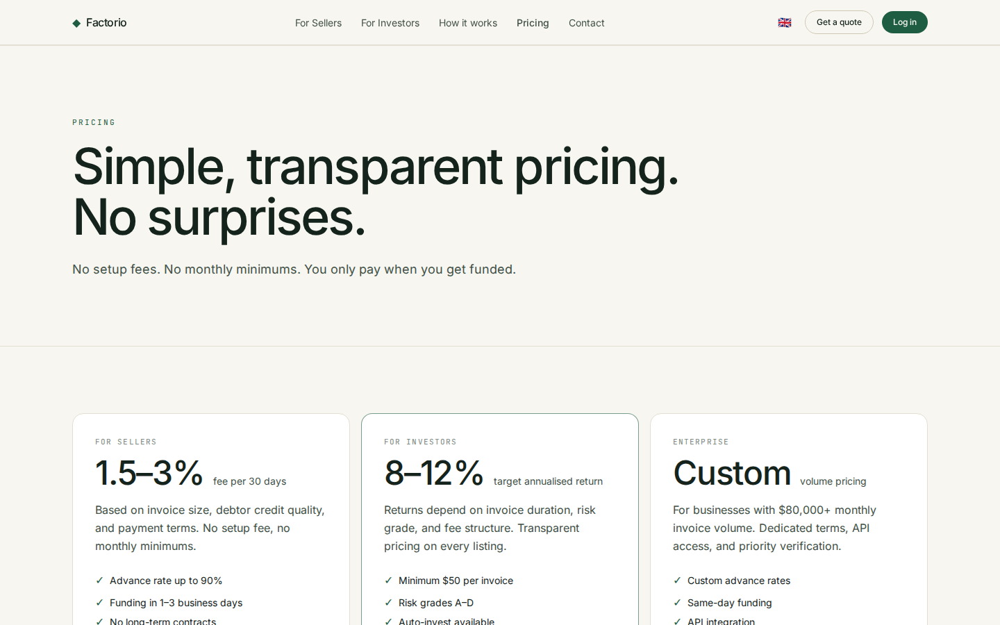 Factorio
For Sellers
For Investors
How it works
Pricing
Contact
Get a quote
Log in
PRICING
Simple, transparent pricing.
No surprises.
No setup fees. No monthly minimums. You only pay when you get funded.
FOR SELLERS
1.5–3% fee per 30 days
Based on invoice size, debtor credit quality,
and payment terms. No setup fee, no
monthly minimums.
✓ Advance rate up to 90%
✓ Funding in 1–3 business days
✓ No long-term contracts
FOR INVESTORS
8–12% target annualised return
Returns depend on invoice duration, risk
grade, and fee structure. Transparent
pricing on every listing.
✓ Minimum $50 per invoice
✓ Risk grades A–D
✓ Auto-invest available
ENTERPRISE
Custom volume pricing
For businesses with $80,000+ monthly
invoice volume. Dedicated terms, API
access, and priority verification.
✓ Custom advance rates
✓ Same-day funding
✓ API integration